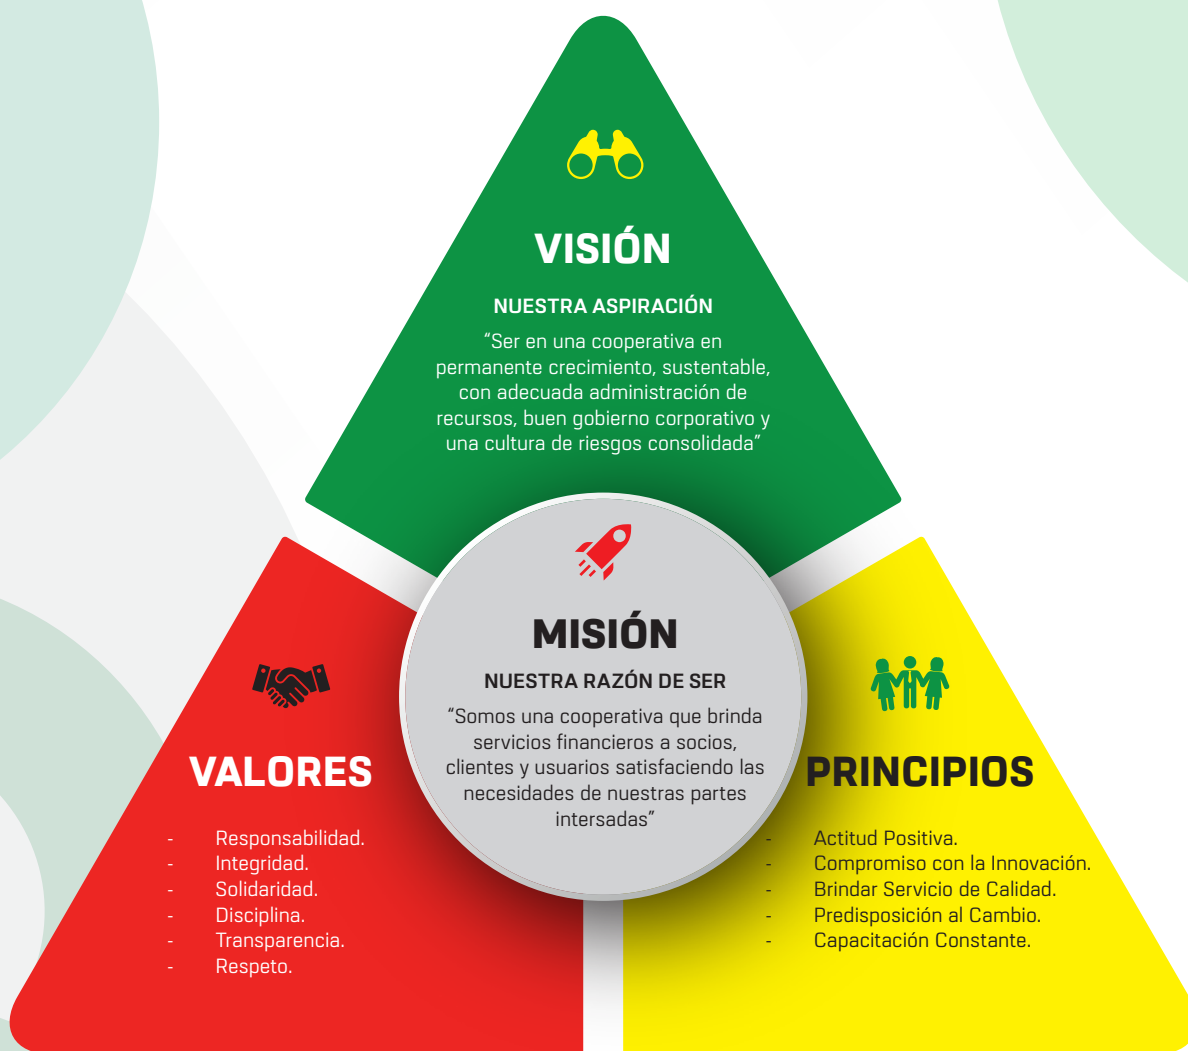 VISIÓN
NUESTRA ASPIRACIÓN
“Ser en una cooperativa en
permanente crecimiento, sustentable,
con adecuada administración de
recursos, buen gobierno corporativo y
una cultura de riesgos consolidada”
MISIÓN
NUESTRA RAZÓN DE SER
“Somos una cooperativa que brinda
servicios financieros a socios,
clientes y usuarios satisfaciendo las
necesidades de nuestras partes
intersadas”
VALORES
- Responsabilidad.
- Integridad.
- Solidaridad.
- Disciplina.
- Transparencia.
- Respeto.
PRINCIPIOS
- Actitud Positiva.
- Compromiso con la Innovación.
- Brindar Servicio de Calidad.
- Predisposición al Cambio.
- Capacitación Constante.